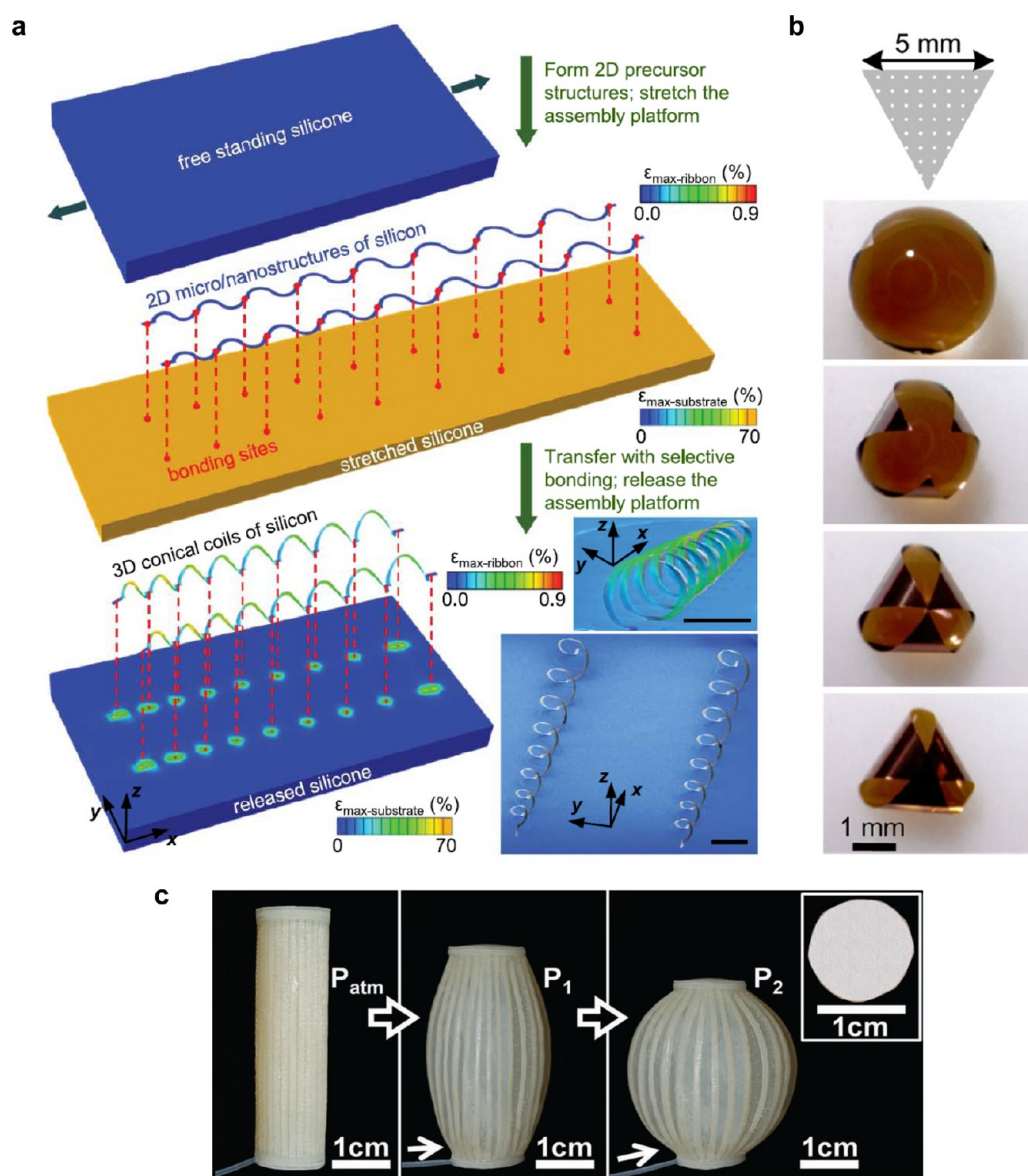 a
free standing silicone
Form 2D precursor
structures; stretch the
assembly platform
εmax-ribbon (%)
0.0 0.9
2D micro/nanostructures of silicon
bonding sites
stretched silicone
εmax-substrate (%)
0 70
Transfer with selective
bonding; release the
assembly platform
3D conical coils of silicon
εmax-ribbon (%)
0.0 0.9
z
x
y
released silicone
y
z
x
εmax-substrate (%)
0 70
z
x
y
b
5 mm
1 mm
c
Patm
P1
P2
1cm
1cm
1cm
1cm